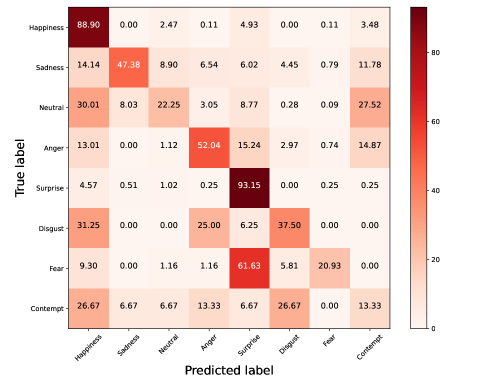 Happiness 88.90 0.00 2.47 0.11 4.93 0.00 0.11 3.48
Sadness 14.14 47.38 8.90 6.54 6.02 4.45 0.79 11.78
Neutral 30.01 8.03 22.25 3.05 8.77 0.28 0.09 27.52
Anger 13.01 0.00 1.12 52.04 15.24 2.97 0.74 14.87
Surprise 4.57 0.51 1.02 0.25 93.15 0.00 0.25 0.25
Disgust 31.25 0.00 0.00 25.00 6.25 37.50 0.00 0.00
Fear 9.30 0.00 1.16 1.16 61.63 5.81 20.93 0.00
Contempt 26.67 6.67 6.67 13.33 6.67 26.67 0.00 13.33
Happiness Sadness Neutral Anger Surprise Disgust Fear Contempt
Predicted label
True label
80
60
40
20
0